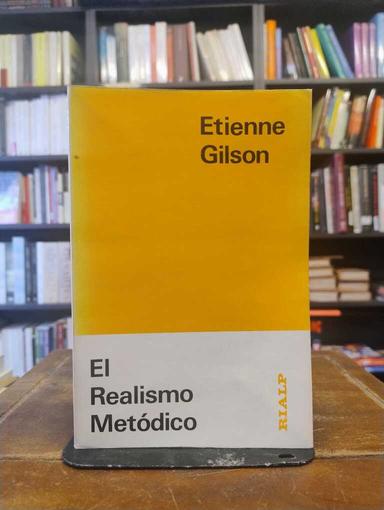 Etienne
Gilson
El
Realismo
Metódico
RIALP